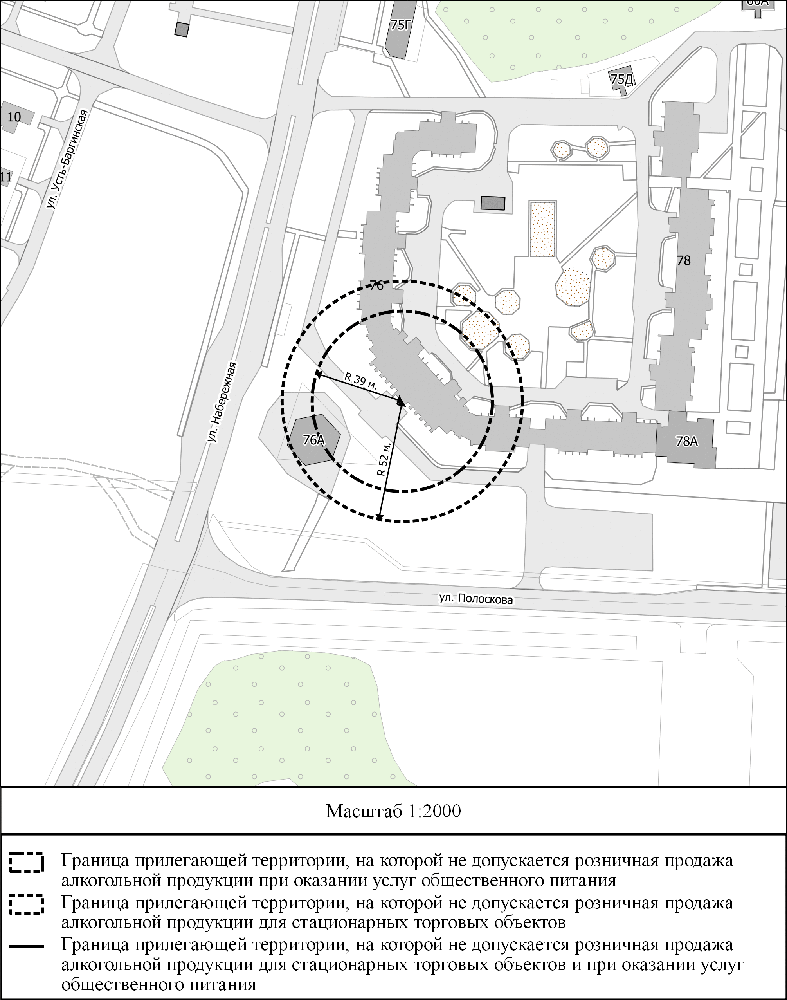 60А
75Г
75Д
10
ул. Усть-Баргинская
11
78
76
R 39 м.
ул. Набережная
76А
78А
R 52 м.
ул. Полоскова
Масштаб 1:2000
Граница прилегающей территории, на которой не допускается розничная продажа
алкогольной продукции при оказании услуг общественного питания
Граница прилегающей территории, на которой не допускается розничная продажа
алкогольной продукции для стационарных торговых объектов
Граница прилегающей территории, на которой не допускается розничная продажа
алкогольной продукции для стационарных торговых объектов и при оказании услуг
общественного питания